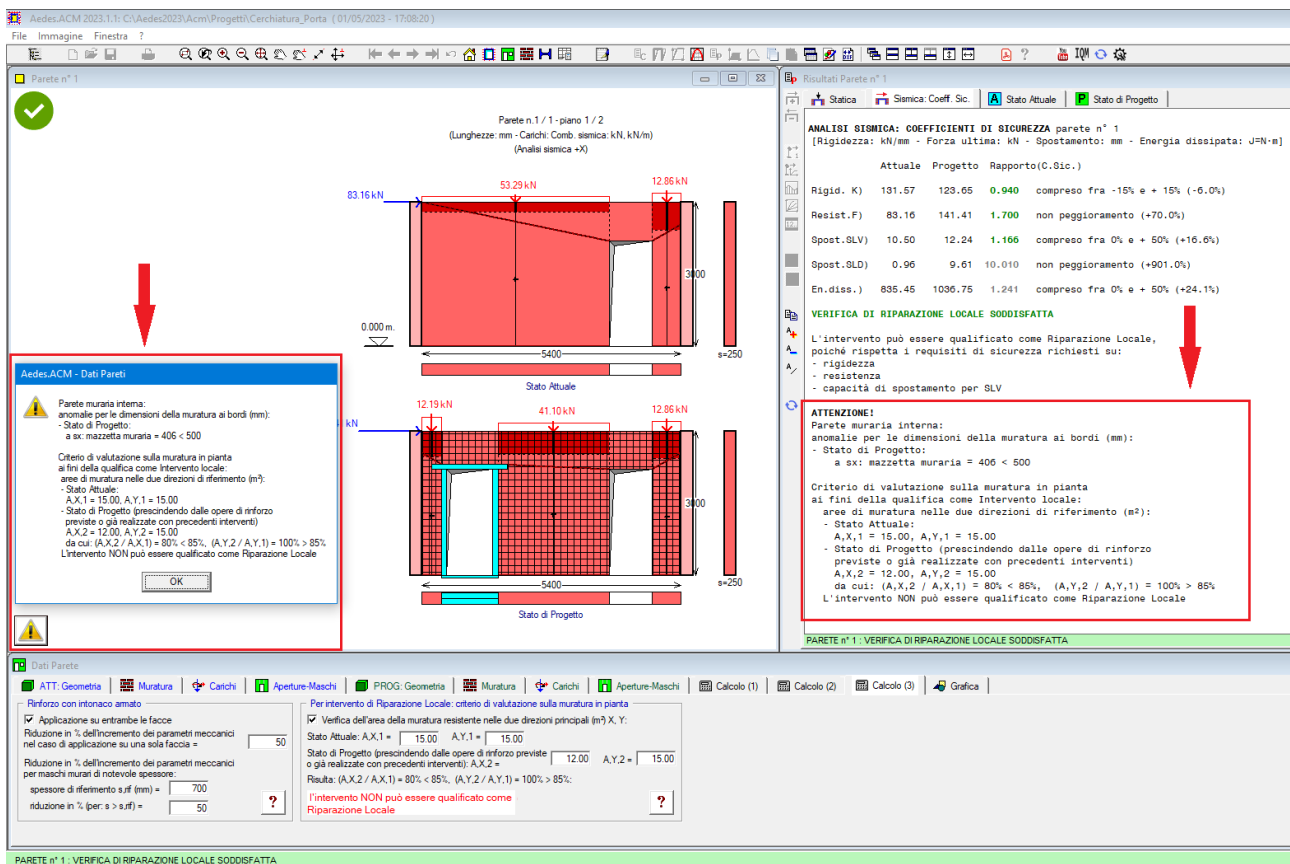 Aedes.ACM 2023.1.1: C:\Aedes2023\Acm\Progetti\Cerchiatura_Porta ( 01/05/2023 - 17:08:20 )
File Immagine Finestra ?
IQM
Parete n° 1
Parete n.1 / 1 - piano 1 / 2
(Lunghezze: mm - Carichi: Comb. sismica: kN, kN/m)
(Analisi sismica +X)
83.16 kN
53.29 kN
12.86 kN
3800
0.000 m.
5400
s=250
Stato Attuale
12.19 kN
41.10 kN
12.86 kN
kN
3800
5400
s=250
Stato di Progetto
Aedes.ACM - Dati Pareti
Parete muraria interna:
anomalie per le dimensioni della muratura ai bordi (mm):
- Stato di Progetto:
a sx: mazzetta muraria = 406 < 500
Criterio di valutazione sulla muratura in pianta
ai fini della qualifica come Intervento locale:
aree di muratura nelle due direzioni di riferimento (m²):
- Stato Attuale:
A,X,1 = 15.00, A,Y,1 = 15.00
- Stato di Progetto (prescindendo dalle opere di rinforzo
previste o già realizzate con precedenti interventi)
A,X,2 = 12.00, A,Y,2 = 15.00
da cui: (A,X,2 / A,X,1) = 80% < 85%, (A,Y,2 / A,Y,1) = 100% > 85%
L'intervento NON può essere qualificato come Riparazione Locale
OK
Risultati Parete n° 1
Statica
Sismica: Coeff. Sic.
A Stato Attuale
P Stato di Progetto
ANALISI SISMICA: COEFFICIENTI DI SICUREZZA parete n° 1
[Rigidezza: kN/mm - Forza ultima: kN - Spostamento: mm - Energia dissipata: J=N·m]
Attuale Progetto Rapporto(C.Sic.)
Rigid. K) 131.57 123.65 0.940 compreso fra -15% e + 15% (-6.0%)
Resist.F) 83.16 141.41 1.700 non peggioramento (+70.0%)
Spost.SLV) 10.50 12.24 1.166 compreso fra 0% e + 50% (+16.6%)
Spost.SLD) 0.96 9.61 10.010 non peggioramento (+901.0%)
En.diss.) 835.45 1036.75 1.241 compreso fra 0% e + 50% (+24.1%)
VERIFICA DI RIPARAZIONE LOCALE SODDISFATTA
L'intervento può essere qualificato come Riparazione Locale,
poiché rispetta i requisiti di sicurezza richiesti su:
- rigidezza
- resistenza
- capacità di spostamento per SLV
ATTENZIONE!
Parete muraria interna:
anomalie per le dimensioni della muratura ai bordi (mm):
- Stato di Progetto:
a sx: mazzetta muraria = 406 < 500
Criterio di valutazione sulla muratura in pianta
ai fini della qualifica come Intervento locale:
aree di muratura nelle due direzioni di riferimento (m²):
- Stato Attuale:
A,X,1 = 15.00, A,Y,1 = 15.00
- Stato di Progetto (prescindendo dalle opere di rinforzo
previste o già realizzate con precedenti interventi)
A,X,2 = 12.00, A,Y,2 = 15.00
da cui: (A,X,2 / A,X,1) = 80% < 85%, (A,Y,2 / A,Y,1) = 100% > 85%
L'intervento NON può essere qualificato come Riparazione Locale
PARETE n° 1 : VERIFICA DI RIPARAZIONE LOCALE SODDISFATTA
Dati Parete
ATT: Geometria
Muratura
Carichi
Aperture-Maschi
PROG: Geometria
Muratura
Carichi
Aperture-Maschi
Calcolo (1)
Calcolo (2)
Calcolo (3)
Grafica
Rinforzo con intonaco armato
Applicazione su entrambe le facce
Riduzione in % dell'incremento dei parametri meccanici
nel caso di applicazione su una sola faccia = 50
Riduzione in % dell'incremento dei parametri meccanici
per maschi murari di notevole spessore:
spessore di riferimento s,rif (mm) = 700
riduzione in % (per: s > s,rif) = 50
?
Per intervento di Riparazione Locale: criterio di valutazione sulla muratura in pianta
Verifica dell'area della muratura resistente nelle due direzioni principali (m²) X, Y:
Stato Attuale: A,X,1 = 15.00 A,Y,1 = 15.00
Stato di Progetto (prescindendo dalle opere di rinforzo previste
o già realizzate con precedenti interventi): A,X,2 = 12.00 A,Y,2 = 15.00
Risulta: (A,X,2 / A,X,1) = 80% < 85%, (A,Y,2 / A,Y,1) = 100% > 85%:
l'intervento NON può essere qualificato come
Riparazione Locale
?
PARETE n° 1 : VERIFICA DI RIPARAZIONE LOCALE SODDISFATTA